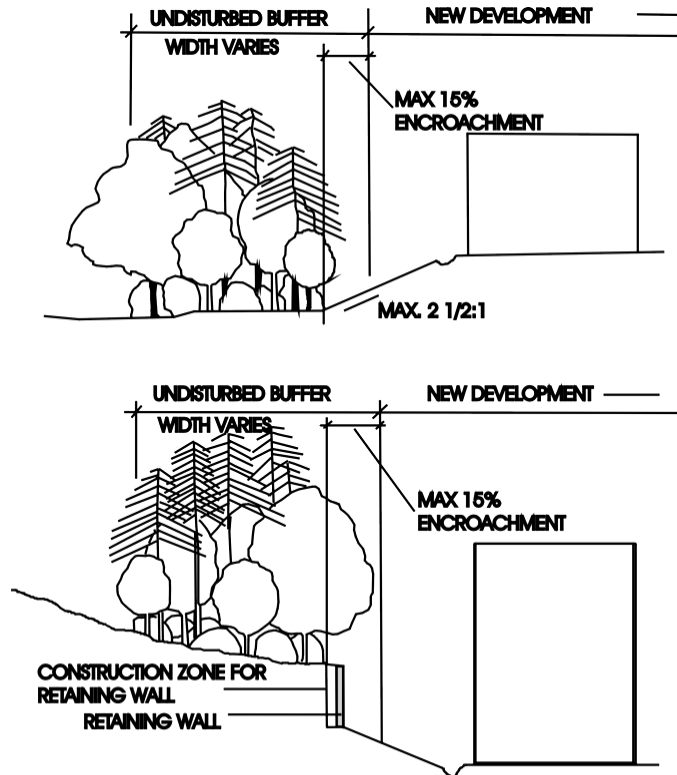 UNDISTURBED BUFFER
NEW DEVELOPMENT
WIDTH VARIES
MAX 15%
ENCROACHMENT
MAX. 2 1/2:1
UNDISTURBED BUFFER
NEW DEVELOPMENT
WIDTH VARIES
MAX 15%
ENCROACHMENT
CONSTRUCTION ZONE FOR
RETAINING WALL
RETAINING WALL